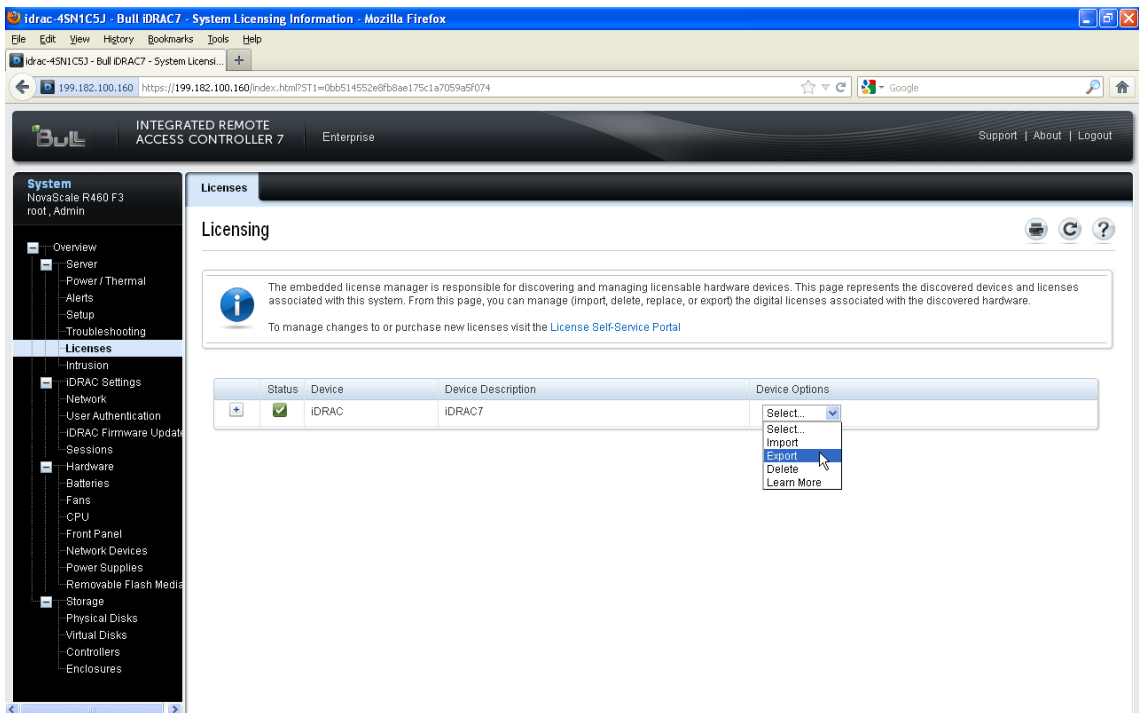 idrac-4SN1C5J - Bull iDRAC7 - System Licensing Information - Mozilla Firefox
File Edit View History Bookmarks Tools Help
idrac-4SN1C5J - Bull iDRAC7 - System Licensi...
199.182.100.160 https://199.182.100.160/index.html?ST1=0bb514552e8fb8ae175c1a7059a5f074
Google
Bull
INTEGRATED REMOTE
ACCESS CONTROLLER 7
Enterprise
Support | About | Logout
System
NovaScale R460 F3
root , Admin
Overview
Server
Power / Thermal
Alerts
Setup
Troubleshooting
Licenses
Intrusion
iDRAC Settings
Network
User Authentication
iDRAC Firmware Update
Sessions
Hardware
Batteries
Fans
CPU
Front Panel
Network Devices
Power Supplies
Removable Flash Media
Storage
Physical Disks
Virtual Disks
Controllers
Enclosures
Licenses
Licensing
The embedded license manager is responsible for discovering and managing licensable hardware devices. This page represents the discovered devices and licenses
associated with this system. From this page, you can manage (import, delete, replace, or export) the digital licenses associated with the discovered hardware.
To manage changes to or purchase new licenses visit the License Self-Service Portal
Status Device Device Description Device Options
iDRAC iDRAC7 Select...
Select...
Import
Export
Delete
Learn More